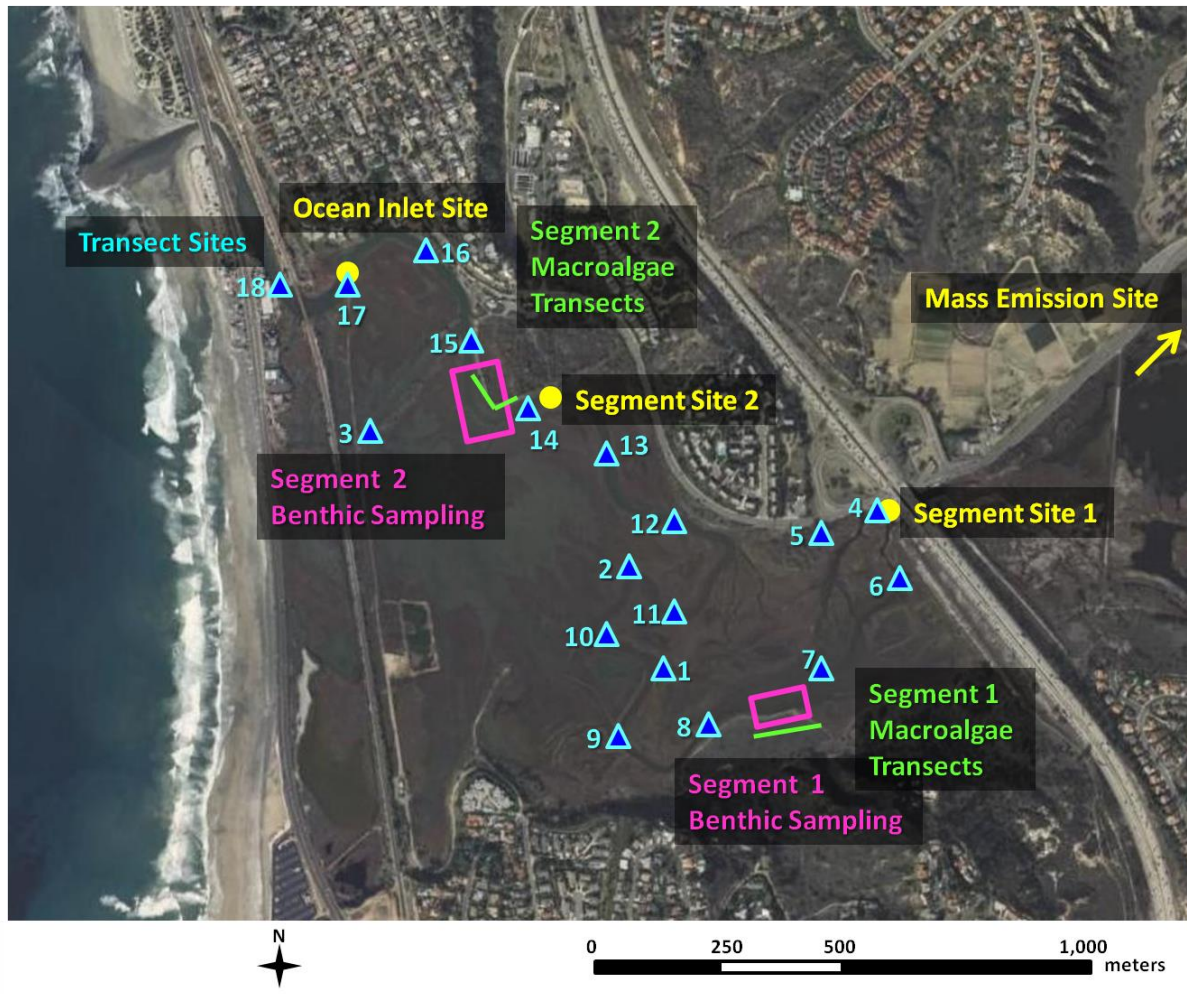 Ocean Inlet Site
Transect Sites
Segment 2
Macroalgae
Transects
16
18
17
Mass Emission Site
15
Segment Site 2
3
14
13
Segment 2
Benthic Sampling
4
Segment Site 1
12
5
2
6
11
10
1
7
Segment 1
Macroalgae
Transects
9
8
Segment 1
Benthic Sampling
N
0 250 500 1,000
meters